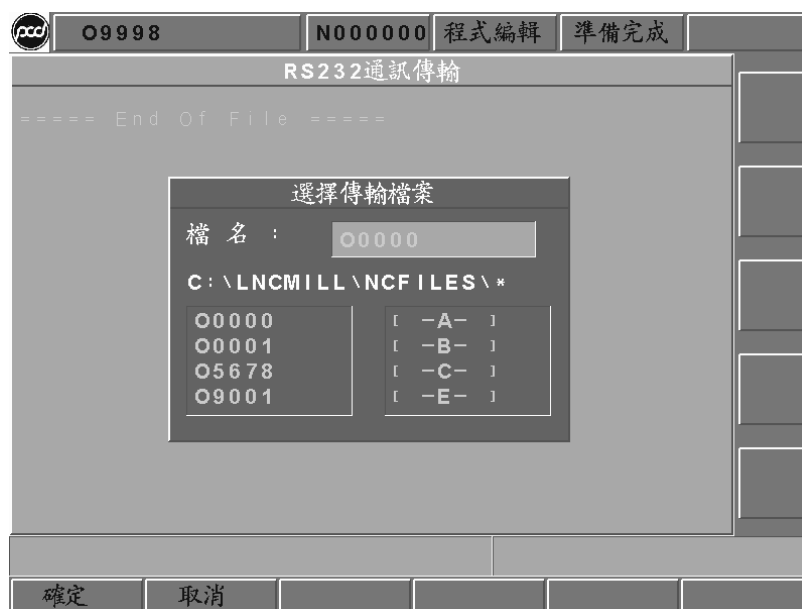 pcd O9998 N000000 程式編輯 準備完成
RS232通訊傳輸
===== End Of File =====
選擇傳輸檔案
檔 名 : O0000
C:\LNCMILL\NCFILES\*
O0000 [ -A- ]
O0001 [ -B- ]
O5678 [ -C- ]
O9001 [ -E- ]
確定 取消